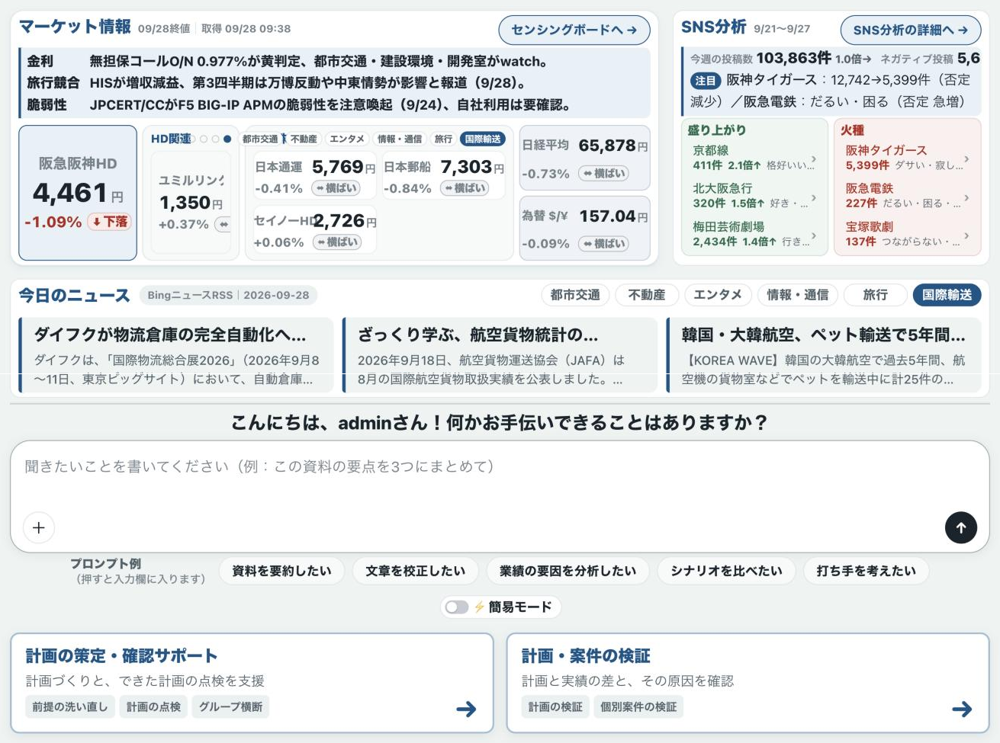 マーケット情報 09/28終値 取得 09/28 09:38
センシングボードへ →
金利 無担保コールO/N 0.977%が黄判定、都市交通・建設環境・開発室がwatch。
旅行競合 HISが増収減益、第3四半期は万博反動や中東情勢が影響と報道（9/28）。
脆弱性 JPCERT/CCがF5 BIG-IP APMの脆弱性を注意喚起（9/24）、自社利用は要確認。
阪急阪神HD
4,461円
-1.09% ⬇下落
HD関連
ユミルリンク
1,350円
+0.37% ⇔
都市交通 不動産 エンタメ 情報・通信 旅行 国際輸送
日本通運 5,769円
-0.41% ⇔横ばい
日本郵船 7,303円
-0.84% ⇔横ばい
セイノーHD 2,726円
+0.06% ⇔横ばい
日経平均 65,878円
-0.73% ⇔横ばい
為替 $/¥ 157.04円
-0.09% ⇔横ばい
SNS分析 9/21〜9/27
SNS分析の詳細へ →
今週の投稿数 103,863件 1.0倍→ ネガティブ投稿 5,6
注目 阪神タイガース：12,742→5,399件（否定
減少）／阪急電鉄：だるい・困る（否定 急増）
盛り上がり
京都線
411件 2.1倍↑ 格好いい…
北大阪急行
320件 1.5倍↑ 好き・…
梅田芸術劇場
2,434件 1.4倍↑ 行き…
火種
阪神タイガース
5,399件 ダサい・寂し…
阪急電鉄
227件 だるい・困る・…
宝塚歌劇
137件 つながらない・…
今日のニュース BingニュースRSS｜2026-09-28
都市交通 不動産 エンタメ 情報・通信 旅行 国際輸送
ダイフクが物流倉庫の完全自動化へ…
ダイフクは、「国際物流総合展2026」（2026年9月8
〜11日、東京ビッグサイト）において、自動倉庫…
ざっくり学ぶ、航空貨物統計の…
2026年9月18日、航空貨物運送協会（JAFA）は
8月の国際航空貨物取扱実績を公表しました。…
韓国・大韓航空、ペット輸送で5年間…
【KOREA WAVE】韓国の大韓航空で過去5年間、航
空機の貨物室などでペットを輸送中に計25件の…
こんにちは、adminさん！何かお手伝いできることはありますか？
聞きたいことを書いてください（例：この資料の要点を3つにまとめて）
プロンプト例
（押すと入力欄に入ります）
資料を要約したい 文章を校正したい 業績の要因を分析したい シナリオを比べたい 打ち手を考えたい
⚡簡易モード
計画の策定・確認サポート
計画づくりと、できた計画の点検を支援
前提の洗い直し 計画の点検 グループ横断
計画・案件の検証
計画と実績の差と、その原因を確認
計画の検証 個別案件の検証